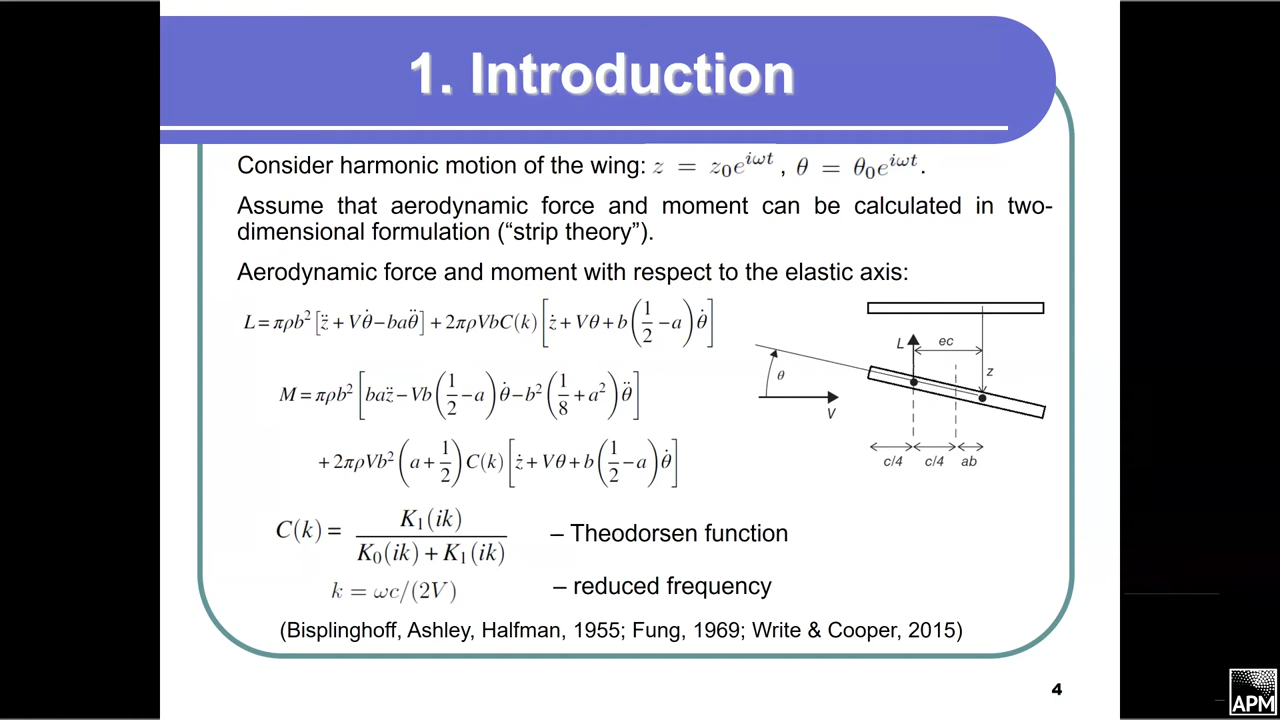 1. Introduction
Consider harmonic motion of the wing: z = z₀e^{iωt} , θ = θ₀e^{iωt}.
Assume that aerodynamic force and moment can be calculated in two-
dimensional formulation (“strip theory”).
Aerodynamic force and moment with respect to the elastic axis:
L = πρb² [z̈ + Vθ̇ − baθ̈] + 2πρVbC(k) [ż + Vθ + b(1/2 − a)θ̇]
M = πρb² [baz̈ − Vb(1/2 − a)θ̇ − b²(1/8 + a²)θ̈]
+ 2πρVb² (a + 1/2) C(k) [ż + Vθ + b(1/2 − a)θ̇]
L
ec
θ
z
V
c/4
c/4
ab
C(k) = K₁(ik) / (K₀(ik) + K₁(ik))
– Theodorsen function
k = ωc/(2V)
– reduced frequency
(Bisplinghoff, Ashley, Halfman, 1955; Fung, 1969; Write & Cooper, 2015)
4
APM